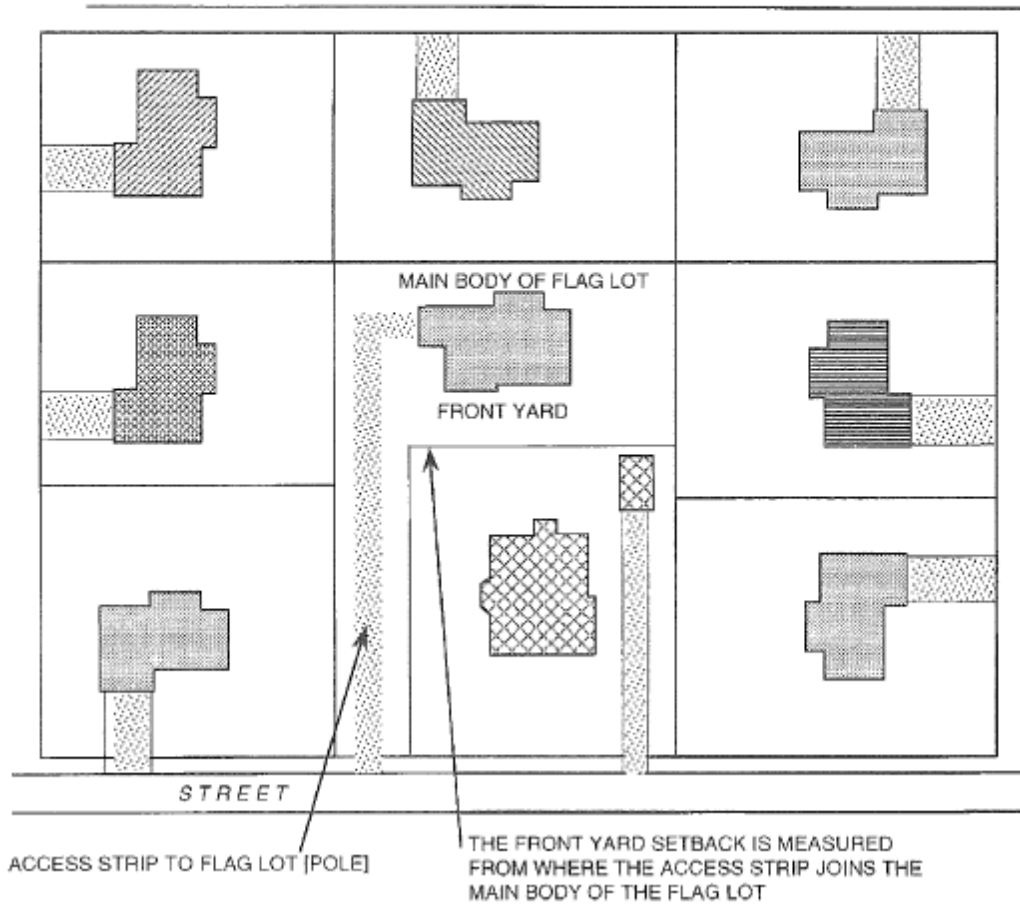 MAIN BODY OF FLAG LOT
FRONT YARD
STREET
ACCESS STRIP TO FLAG LOT [POLE]
THE FRONT YARD SETBACK IS MEASURED
FROM WHERE THE ACCESS STRIP JOINS THE
MAIN BODY OF THE FLAG LOT